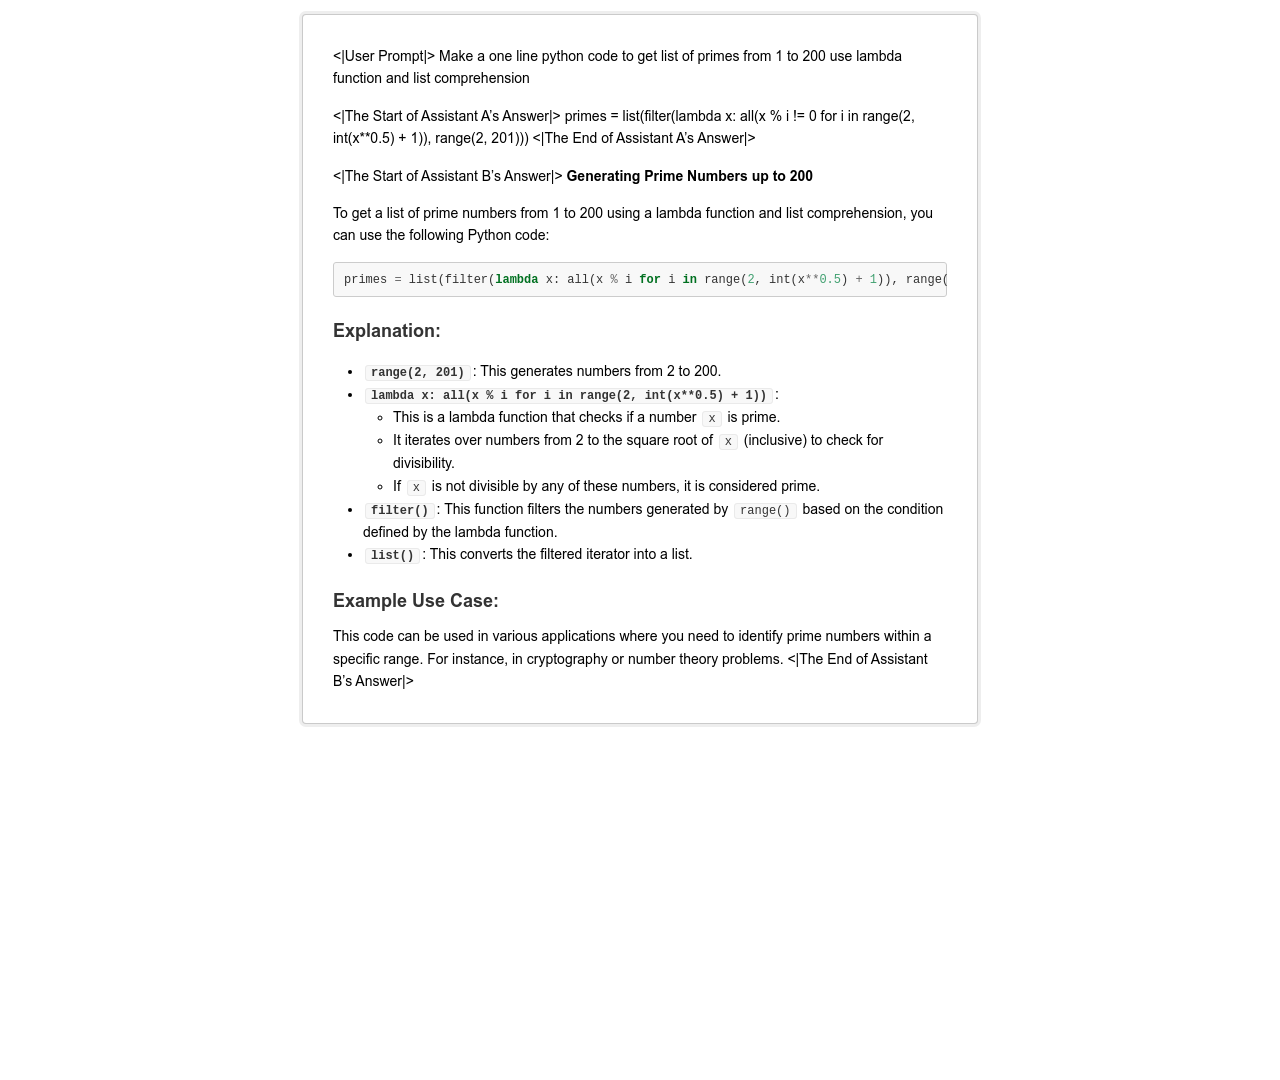 <|User Prompt|> Make a one line python code to get list of primes from 1 to 200 use lambda
function and list comprehension
<|The Start of Assistant A’s Answer|> primes = list(filter(lambda x: all(x % i != 0 for i in range(2,
int(x**0.5) + 1)), range(2, 201))) <|The End of Assistant A’s Answer|>
<|The Start of Assistant B’s Answer|> Generating Prime Numbers up to 200
To get a list of prime numbers from 1 to 200 using a lambda function and list comprehension, you
can use the following Python code:
primes = list(filter(lambda x: all(x % i for i in range(2, int(x**0.5) + 1)), range(
Explanation:
• range(2, 201) : This generates numbers from 2 to 200.
• lambda x: all(x % i for i in range(2, int(x**0.5) + 1)) :
◦ This is a lambda function that checks if a number x is prime.
◦ It iterates over numbers from 2 to the square root of x (inclusive) to check for
divisibility.
◦ If x is not divisible by any of these numbers, it is considered prime.
• filter() : This function filters the numbers generated by range() based on the condition
defined by the lambda function.
• list() : This converts the filtered iterator into a list.
Example Use Case:
This code can be used in various applications where you need to identify prime numbers within a
specific range. For instance, in cryptography or number theory problems. <|The End of Assistant
B’s Answer|>